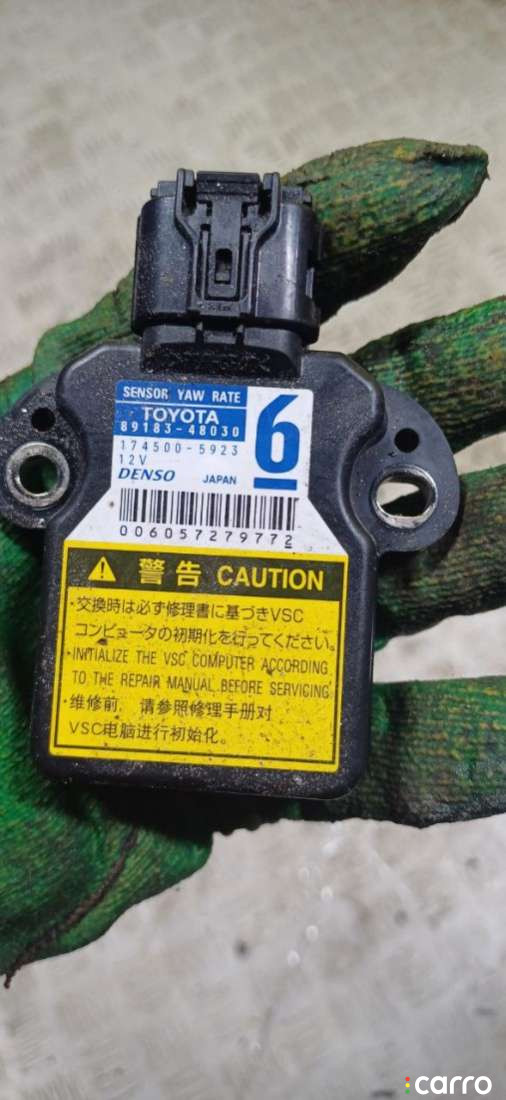 SENSOR YAW RATE
TOYOTA
89183-48030
6
174500-5923
12V
DENSO JAPAN
006057279772
警告 CAUTION
・交換時は必ず修理書に基づきVSC
コンピュータの初期化を行ってください。
・INITIALIZE THE VSC COMPUTER ACCORDING
TO THE REPAIR MANUAL BEFORE SERVICING
・维修前，请参照修理手册对
VSC电脑进行初始化。
carro